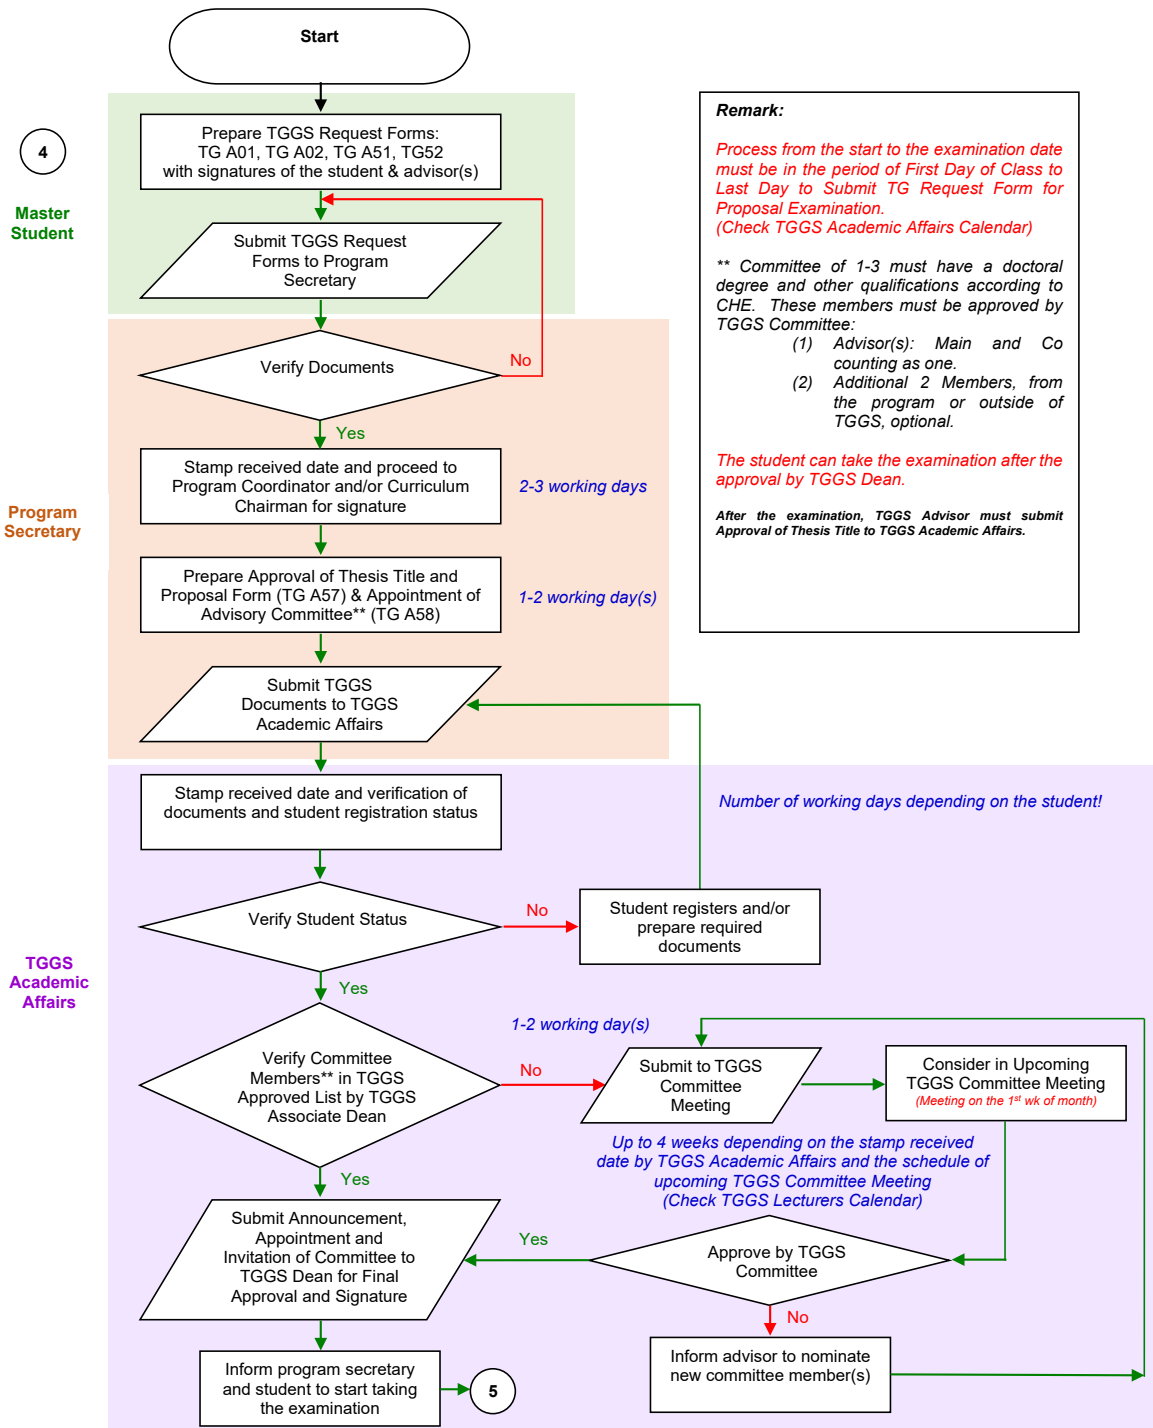 Start
4
Master
Student
Prepare TGGS Request Forms:
TG A01, TG A02, TG A51, TG52
with signatures of the student & advisor(s)
Submit TGGS Request
Forms to Program
Secretary
Remark:
Process from the start to the examination date
must be in the period of First Day of Class to
Last Day to Submit TG Request Form for
Proposal Examination.
(Check TGGS Academic Affairs Calendar)
** Committee of 1-3 must have a doctoral
degree and other qualifications according to
CHE. These members must be approved by
TGGS Committee:
(1) Advisor(s): Main and Co
counting as one.
(2) Additional 2 Members, from
the program or outside of
TGGS, optional.
The student can take the examination after the
approval by TGGS Dean.
After the examination, TGGS Advisor must submit
Approval of Thesis Title to TGGS Academic Affairs.
Program
Secretary
Verify Documents
No
Yes
Stamp received date and proceed to
Program Coordinator and/or Curriculum
Chairman for signature
2-3 working days
Prepare Approval of Thesis Title and
Proposal Form (TG A57) & Appointment of
Advisory Committee** (TG A58)
1-2 working day(s)
Submit TGGS
Documents to TGGS
Academic Affairs
TGGS
Academic
Affairs
Stamp received date and verification of
documents and student registration status
Number of working days depending on the student!
Verify Student Status
No
Student registers and/or
prepare required
documents
Yes
Verify Committee
Members** in TGGS
Approved List by TGGS
Associate Dean
1-2 working day(s)
No
Submit to TGGS
Committee
Meeting
Consider in Upcoming
TGGS Committee Meeting
(Meeting on the 1st wk of month)
Up to 4 weeks depending on the stamp received
date by TGGS Academic Affairs and the schedule of
upcoming TGGS Committee Meeting
(Check TGGS Lecturers Calendar)
Yes
Submit Announcement,
Appointment and
Invitation of Committee to
TGGS Dean for Final
Approval and Signature
Yes
Approve by TGGS
Committee
No
Inform advisor to nominate
new committee member(s)
Inform program secretary
and student to start taking
the examination
5